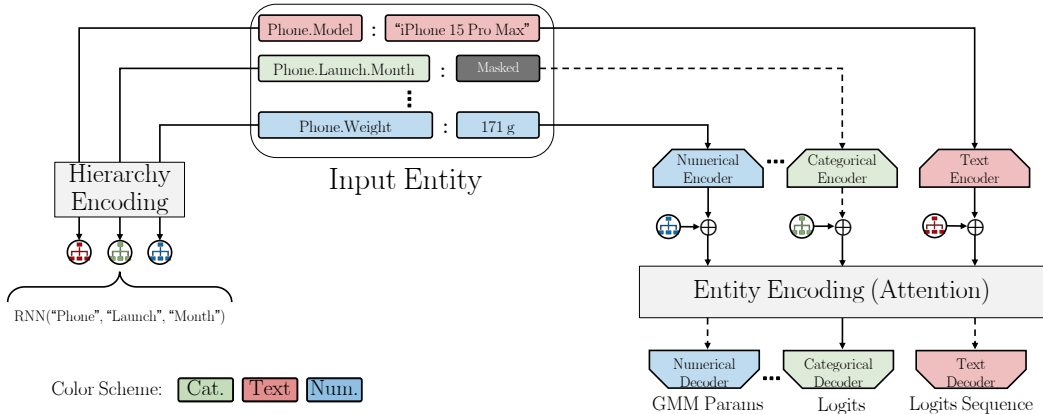 Phone.Model : “iPhone 15 Pro Max”
Phone.Launch.Month : Masked
Phone.Weight : 171 g
Input Entity
Hierarchy
Encoding
RNN(“Phone”, “Launch”, “Month”)
Numerical
Encoder
Categorical
Encoder
Text
Encoder
Entity Encoding (Attention)
Numerical
Decoder
Categorical
Decoder
Text
Decoder
GMM Params
Logits
Logits Sequence
Color Scheme: Cat. Text Num.